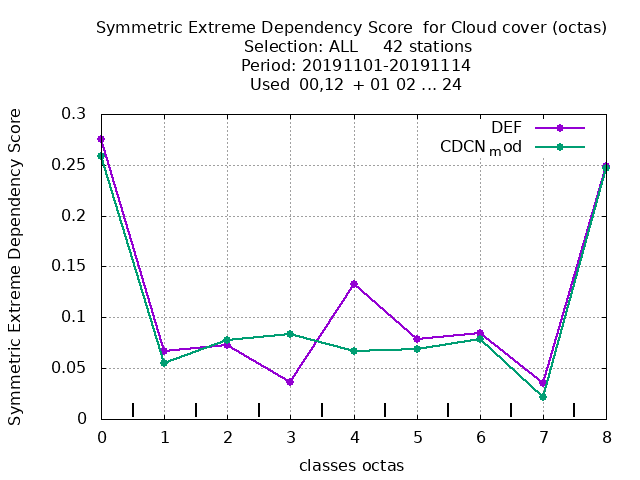 Symmetric Extreme Dependency Score  for Cloud cover (octas)
Selection: ALL     42 stations
Period: 20191101-20191114
Used  00,12  + 01 02 ... 24
Symmetric Extreme Dependency Score
0.3
0.25
0.2
0.15
0.1
0.05
0
DEF
CDCN_mod
0 1 2 3 4 5 6 7 8
classes octas